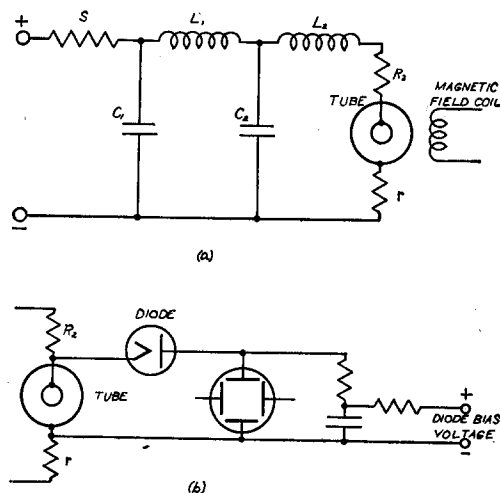 +
S
L₁
L₂
R₂
C₁
C₂
TUBE
MAGNETIC
FIELD COIL
r
−
(a)
R₂
DIODE
TUBE
+
DIODE BIAS
VOLTAGE
−
r
(b)